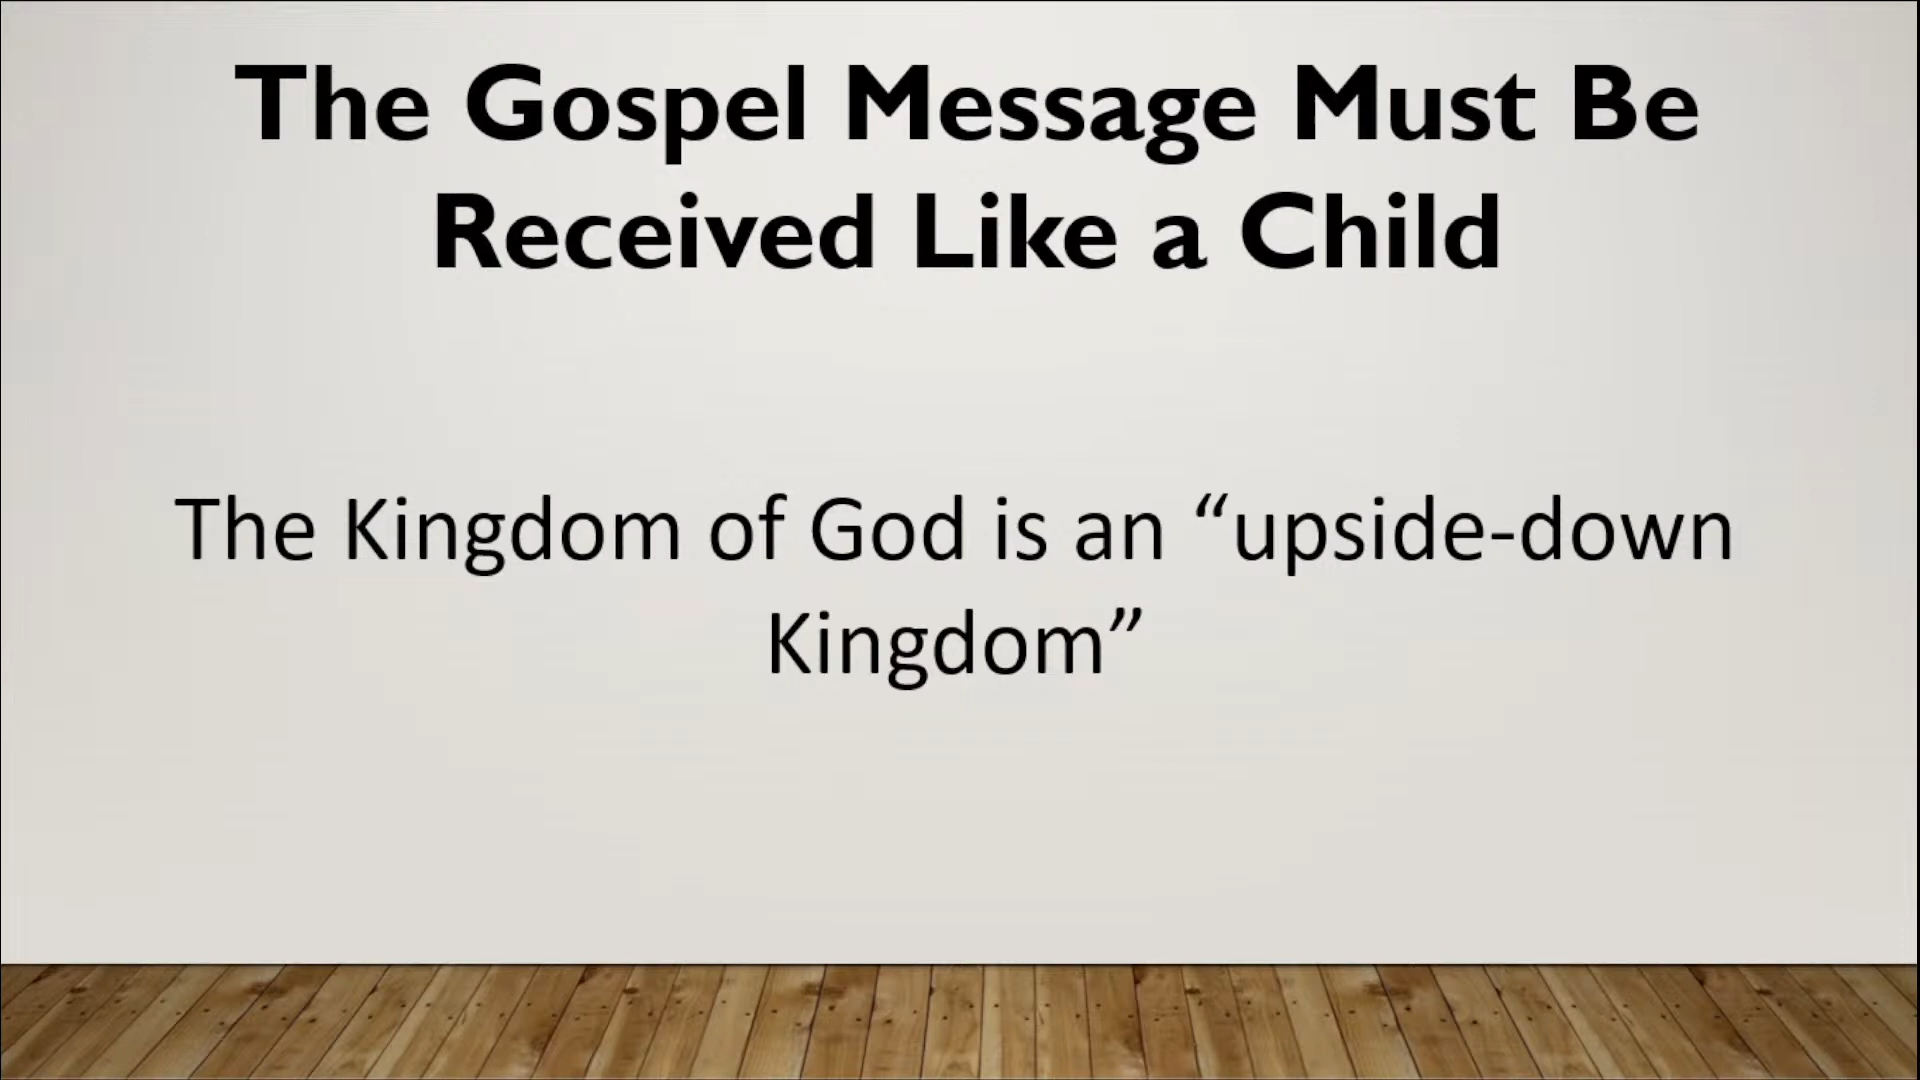 The Gospel Message Must Be
Received Like a Child
The Kingdom of God is an “upside-down
Kingdom”